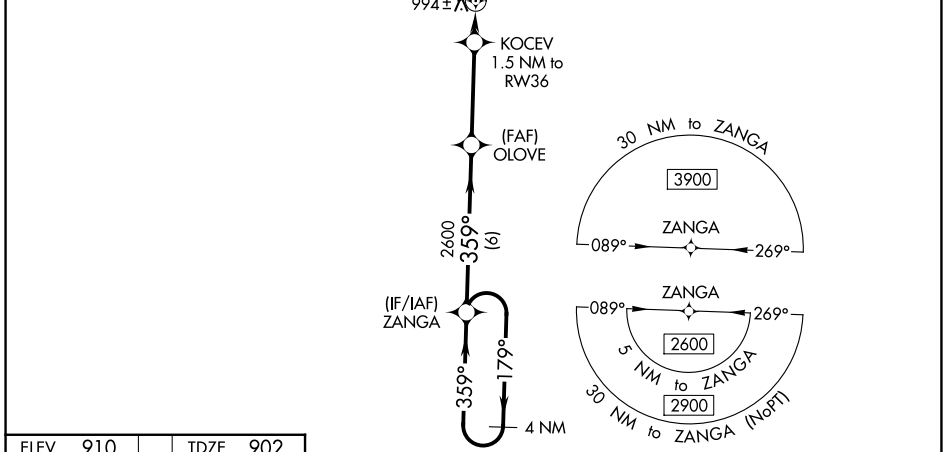 994±
KOCEV
1.5 NM to
RW36
(FAF)
OLOVE
2600
359°
(6)
(IF/IAF)
ZANGA
359°
179°
4 NM
30 NM to ZANGA
3900
ZANGA
089°
269°
ZANGA
089°
269°
2600
5 NM to ZANGA
2900
30 NM to ZANGA (NoPT)
ELEV 910
TDZE 902